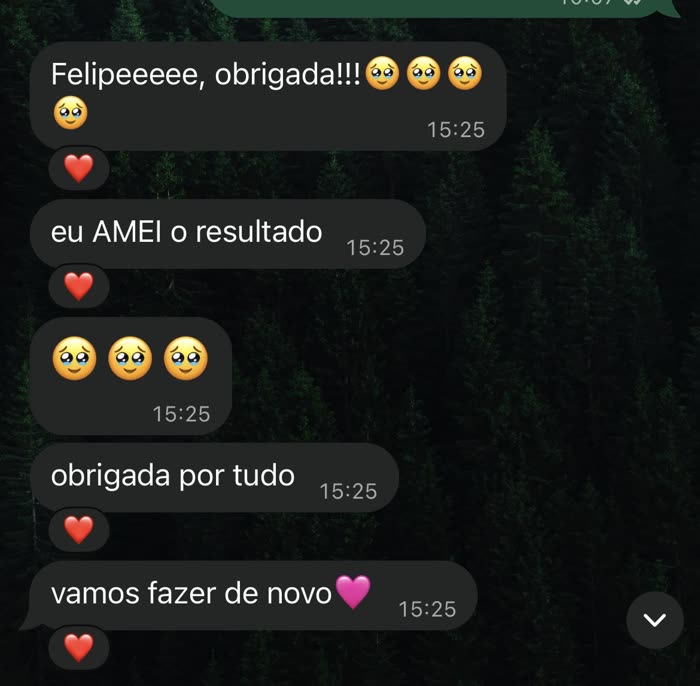 Felipeeeee, obrigada!!!🥹🥹🥹
🥹
15:25
❤️
eu AMEI o resultado 15:25
❤️
🥹🥹🥹
15:25
obrigada por tudo 15:25
❤️
vamos fazer de novo🩷 15:25
❤️